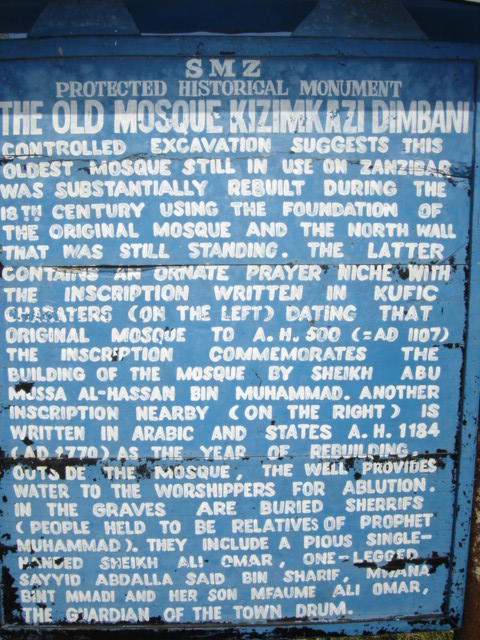 SMZ
PROTECTED HISTORICAL MONUMENT
THE OLD MOSQUE KIZIMKAZI DIMBANI
CONTROLLED EXCAVATION SUGGESTS THIS
OLDEST MOSQUE STILL IN USE ON ZANZIBAR
WAS SUBSTANTIALLY REBUILT DURING THE
18TH CENTURY USING THE FOUNDATION OF
THE ORIGINAL MOSQUE AND THE NORTH WALL
THAT WAS STILL STANDING. THE LATTER
CONTAINS AN ORNATE PRAYER NICHE WITH
THE INSCRIPTION WRITTEN IN KUFIC
CHARATERS (ON THE LEFT) DATING THAT
ORIGINAL MOSQUE TO A.H. 500 (=AD 1107)
THE INSCRIPTION COMMEMORATES THE
BUILDING OF THE MOSQUE BY SHEIKH ABU
MUSSA AL-HASSAN BIN MUHAMMAD. ANOTHER
INSCRIPTION NEARBY (ON THE RIGHT) IS
WRITTEN IN ARABIC AND STATES A.H. 1184
(AD 1770) AS THE YEAR OF REBUILDING.
OUTSIDE THE MOSQUE, THE WELL PROVIDES
WATER TO THE WORSHIPPERS FOR ABLUTION.
IN THE GRAVES ARE BURIED SHERRIFS
(PEOPLE HELD TO BE RELATIVES OF PROPHET
MUHAMMAD). THEY INCLUDE A PIOUS SINGLE-
HANDED SHEIKH ALI OMAR, ONE-LEGGED
SAYYID ABDALLA SAID BIN SHARIF, MWANA
BINT MMADI AND HER SON MFAUME ALI OMAR,
THE GUARDIAN OF THE TOWN DRUM.